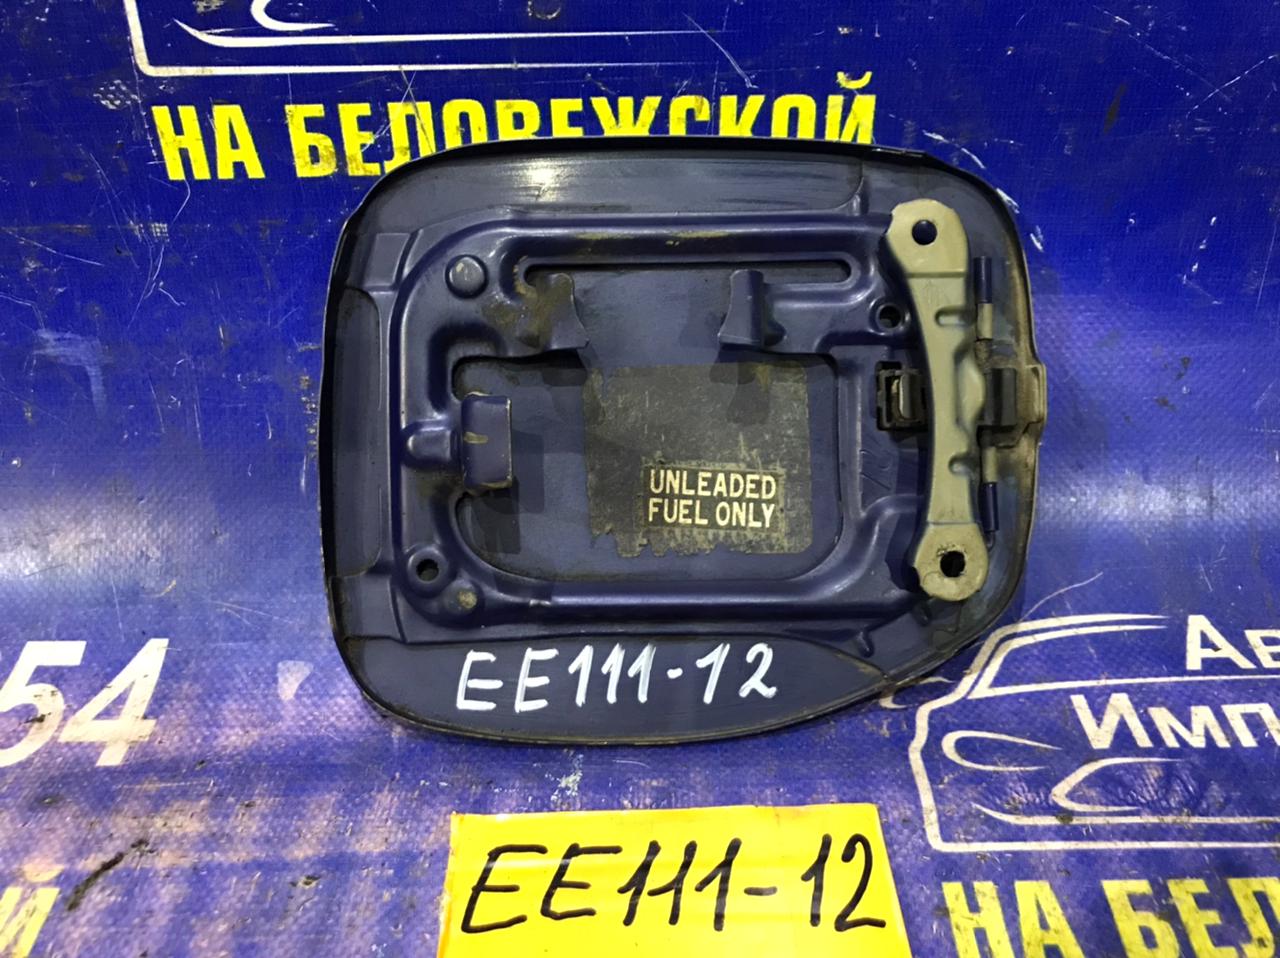 НА БЕЛОВЕЖСКОЙ
UNLEADED
FUEL ONLY
EE111-12
54
EE111-12
НА БЕЛ